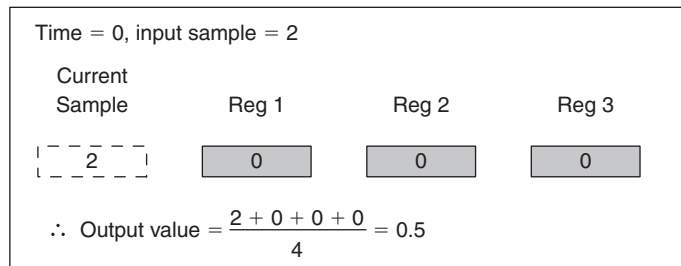 Time = 0, input sample = 2
Current
Sample Reg 1 Reg 2 Reg 3
2 0 0 0
∴ Output value = (2 + 0 + 0 + 0) / 4 = 0.5